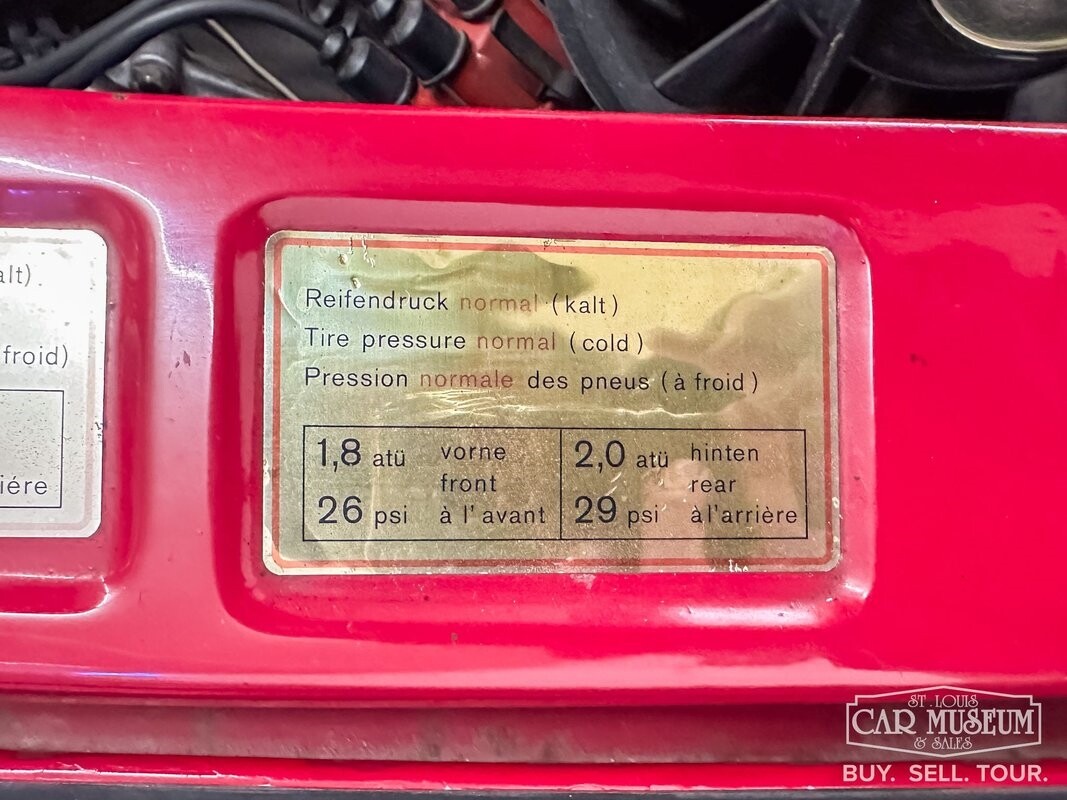 alt)
froid)
iére
Reifendruck normal (kalt)
Tire pressure normal (cold)
Pression normale des pneus (à froid)
1,8 atü vorne
front
26 psi à l'avant
2,0 atü hinten
rear
29 psi à l'arrière
ST. LOUIS
CAR MUSEUM
& SALES
BUY. SELL. TOUR.